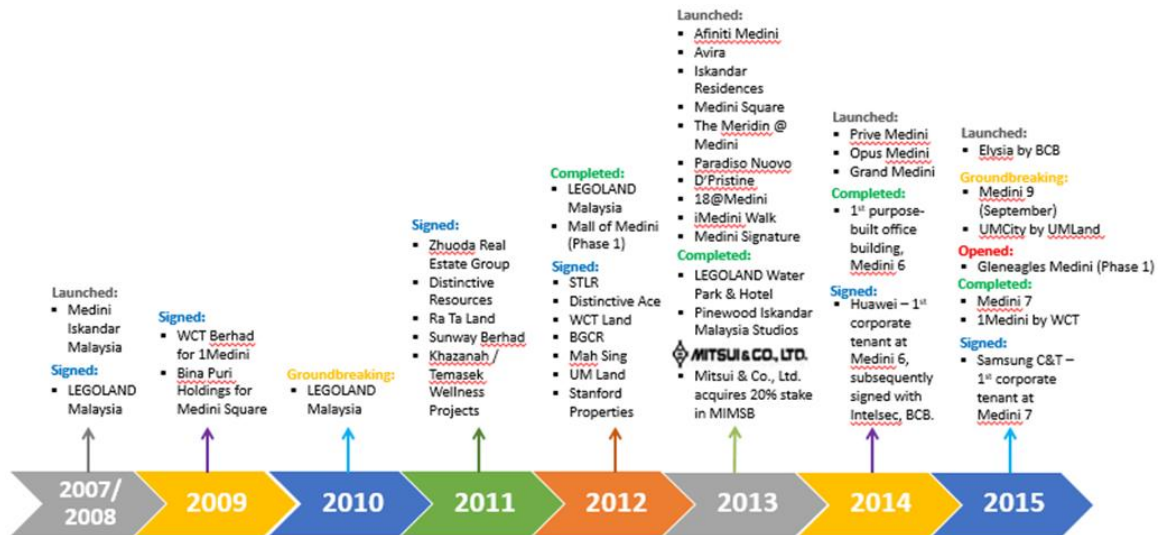 Launched:
▪ Medini
Iskandar
Malaysia
Signed:
▪ LEGOLAND
Malaysia
2007/
2008
Signed:
▪ WCT Berhad
for 1Medini
▪ Bina Puri
Holdings for
Medini Square
2009
Groundbreaking:
▪ LEGOLAND
Malaysia
2010
Signed:
▪ Zhuoda Real
Estate Group
▪ Distinctive
Resources
▪ Ra Ta Land
▪ Sunway Berhad
▪ Khazanah /
Temasek
Wellness
Projects
2011
Completed:
▪ LEGOLAND
Malaysia
▪ Mall of Medini
(Phase 1)
Signed:
▪ STLR
▪ Distinctive Ace
▪ WCT Land
▪ BGCR
▪ Mah Sing
▪ UM Land
▪ Stanford
Properties
2012
Launched:
▪ Afiniti Medini
▪ Avira
▪ Iskandar
Residences
▪ Medini Square
▪ The Meridin @
Medini
▪ Paradiso Nuovo
▪ D'Pristine
▪ 18@Medini
▪ iMedini Walk
▪ Medini Signature
Completed:
▪ LEGOLAND Water
Park & Hotel
▪ Pinewood Iskandar
Malaysia Studios
MITSUI & CO., LTD.
▪ Mitsui & Co., Ltd.
acquires 20% stake
in MIMSB
2013
Launched:
▪ Prive Medini
▪ Opus Medini
▪ Grand Medini
Completed:
▪ 1st purpose-
built office
building,
Medini 6
Signed:
▪ Huawei – 1st
corporate
tenant at
Medini 6,
subsequently
signed with
Intelsec, BCB.
2014
Launched:
▪ Elysia by BCB
Groundbreaking:
▪ Medini 9
(September)
▪ UMCity by UMLand
Opened:
▪ Gleneagles Medini (Phase 1)
Completed:
▪ Medini 7
▪ 1Medini by WCT
Signed:
▪ Samsung C&T –
1st corporate
tenant at
Medini 7
2015